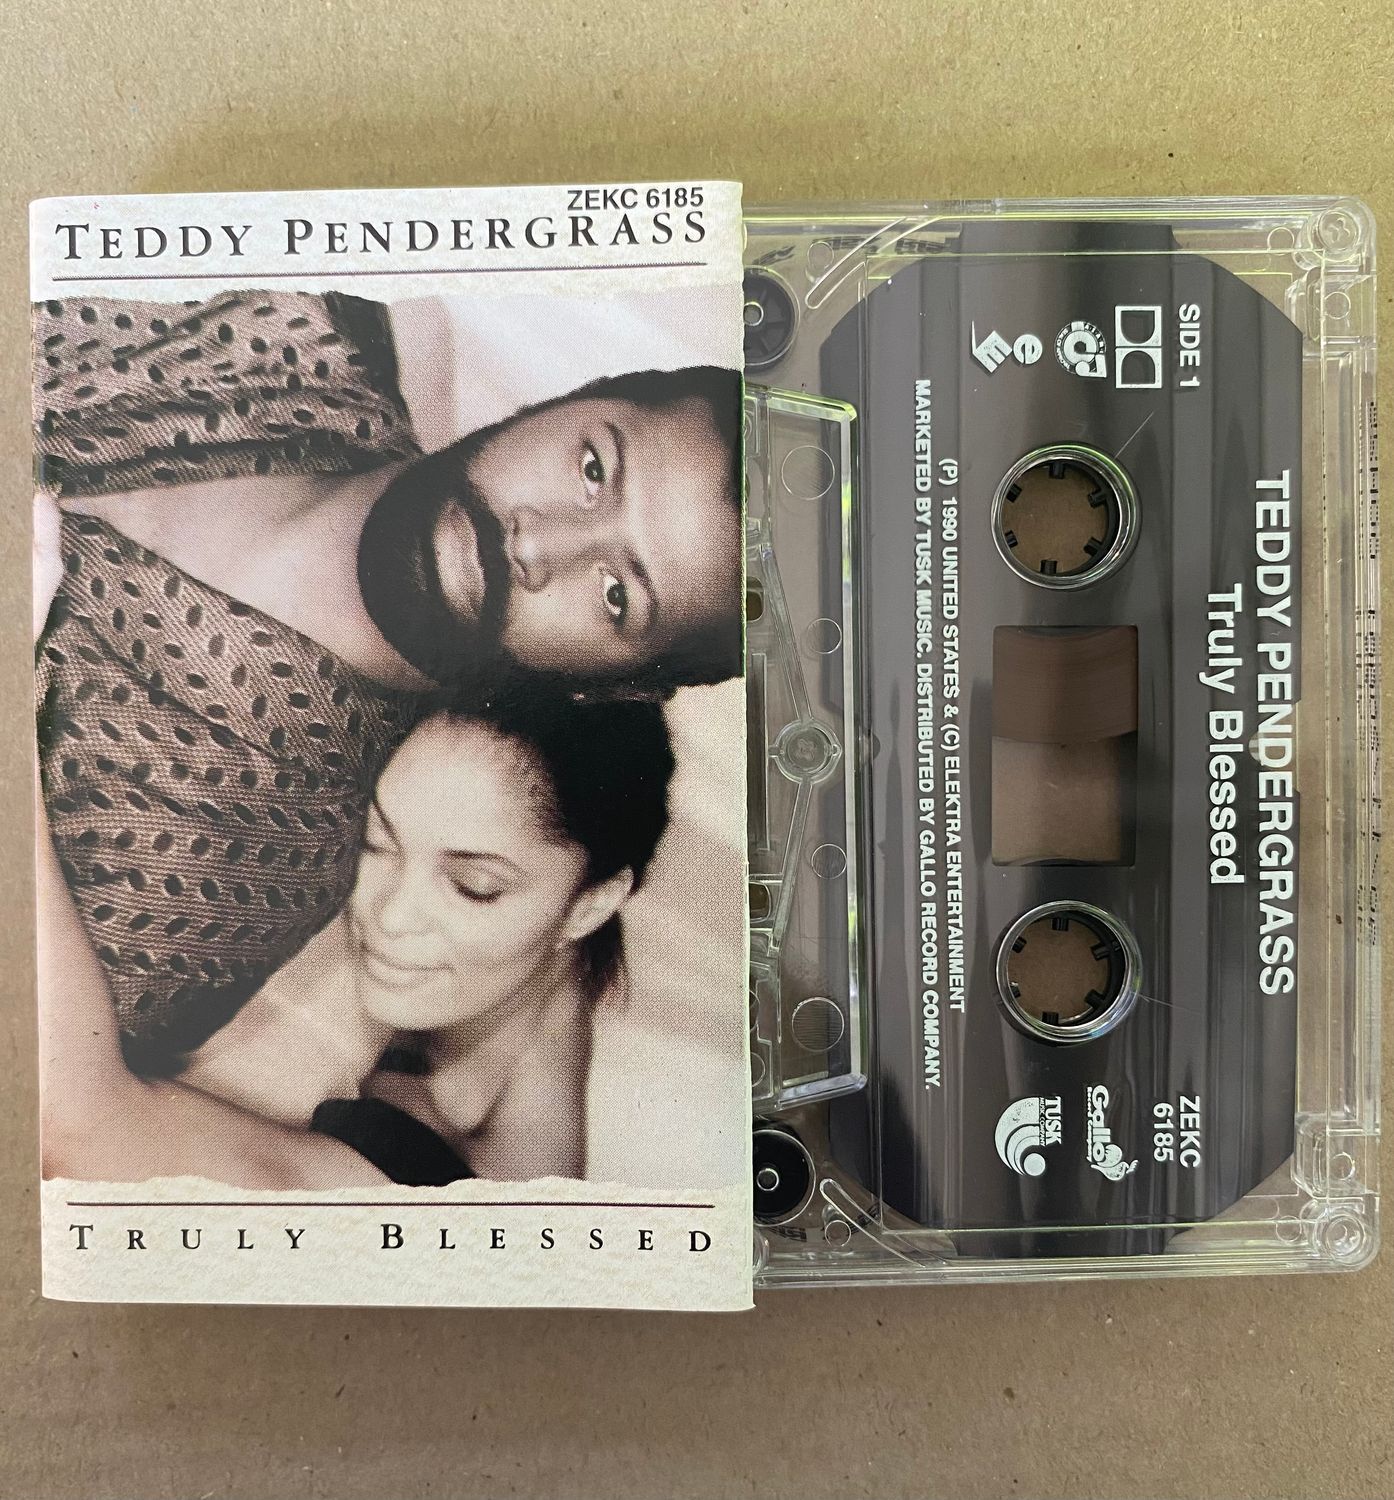 ZEKC 6185
TEDDY PENDERGRASS
TRULY BLESSED
TEDDY PENDERGRASS
Truly Blessed
SIDE 1
ZEKC
6185
Gallo
TUSK
(P) 1990 UNITED STATES & (C) ELEKTRA ENTERTAINMENT
MARKETED BY TUSK MUSIC. DISTRIBUTED BY GALLO RECORD COMPANY.